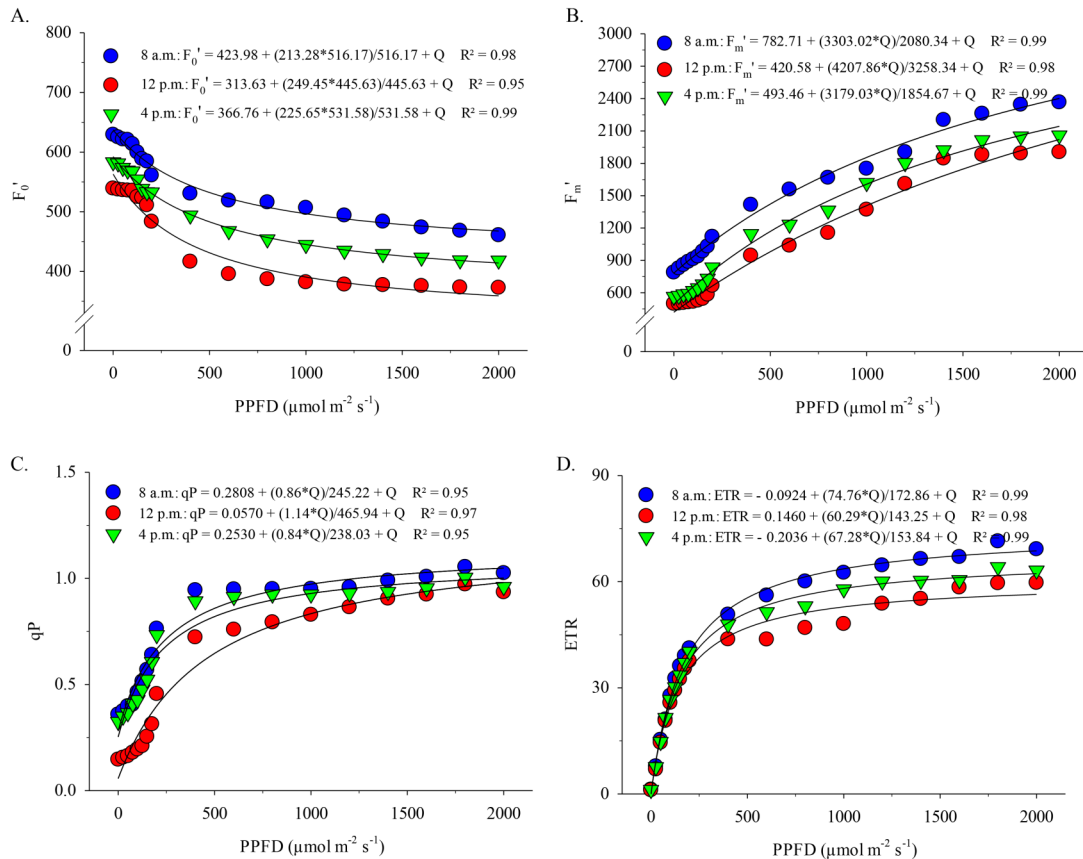 A.
800
8 a.m.: F₀' = 423.98 + (213.28*516.17)/516.17 + Q R² = 0.98
700
12 p.m.: F₀' = 313.63 + (249.45*445.63)/445.63 + Q R² = 0.95
4 p.m.: F₀' = 366.76 + (225.65*531.58)/531.58 + Q R² = 0.99
600
F₀'
500
400
0
0 500 1000 1500 2000
PPFD (µmol m⁻² s⁻¹)
B.
3000
8 a.m.: Fₘ' = 782.71 + (3303.02*Q)/2080.34 + Q R² = 0.99
2700
12 p.m.: Fₘ' = 420.58 + (4207.86*Q)/3258.34 + Q R² = 0.98
2400
4 p.m.: Fₘ' = 493.46 + (3179.03*Q)/1854.67 + Q R² = 0.99
2100
1800
Fₘ'
1500
1200
900
600
0
0 500 1000 1500 2000
PPFD (µmol m⁻² s⁻¹)
C.
1.5
8 a.m.: qP = 0.2808 + (0.86*Q)/245.22 + Q R² = 0.95
12 p.m.: qP = 0.0570 + (1.14*Q)/465.94 + Q R² = 0.97
4 p.m.: qP = 0.2530 + (0.84*Q)/238.03 + Q R² = 0.95
1.0
qP
0.5
0.0
0 500 1000 1500 2000
PPFD (µmol m⁻² s⁻¹)
D.
90
8 a.m.: ETR = - 0.0924 + (74.76*Q)/172.86 + Q R² = 0.99
12 p.m.: ETR = 0.1460 + (60.29*Q)/143.25 + Q R² = 0.98
4 p.m.: ETR = - 0.2036 + (67.28*Q)/153.84 + Q R² = 0.99
60
ETR
30
0
0 500 1000 1500 2000
PPFD (µmol m⁻² s⁻¹)